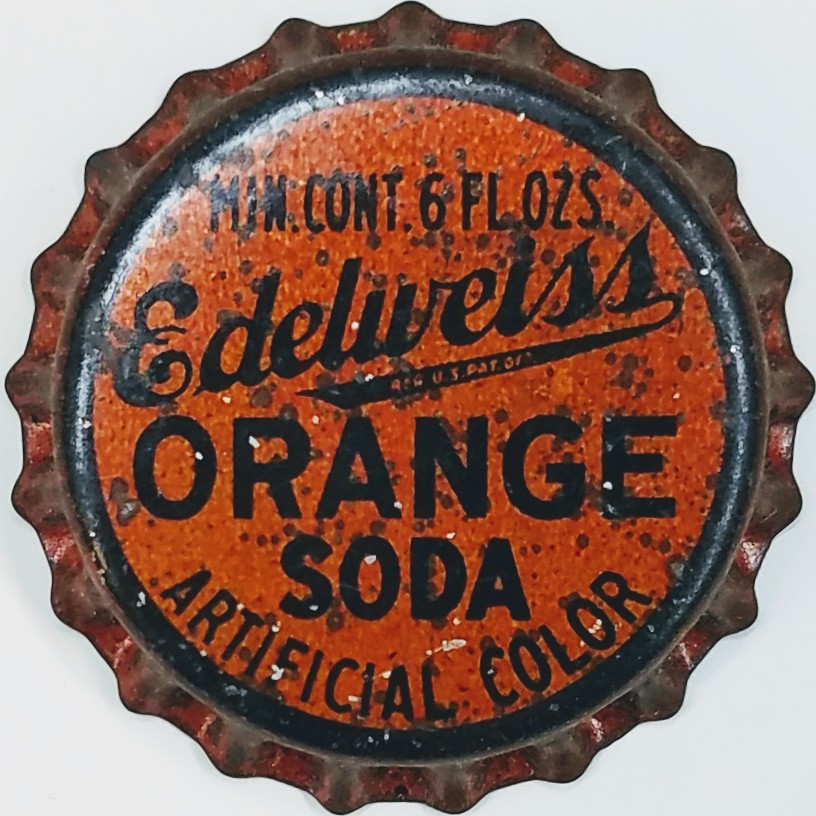 MIN. CONT. 6 FL. OZS.
Edelweiss
REG. U.S. PAT. OFF.
ORANGE
SODA
ARTIFICIAL COLOR